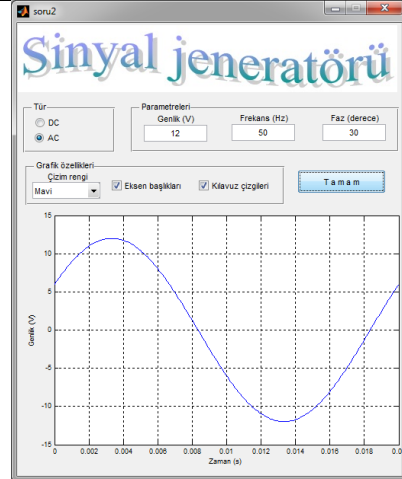 soru2
Sinyal jeneratörü
Tür
DC
AC
Parametreleri
Genlik (V) Frekans (Hz) Faz (derece)
12 50 30
Grafik özellikleri
Çizim rengi
Mavi
Eksen başlıkları
Kılavuz çizgileri
Tamam
15
10
5
0
-5
-10
-15
Genlik (V)
0 0.002 0.004 0.006 0.008 0.01 0.012 0.014 0.016 0.018 0.0
Zaman (s)